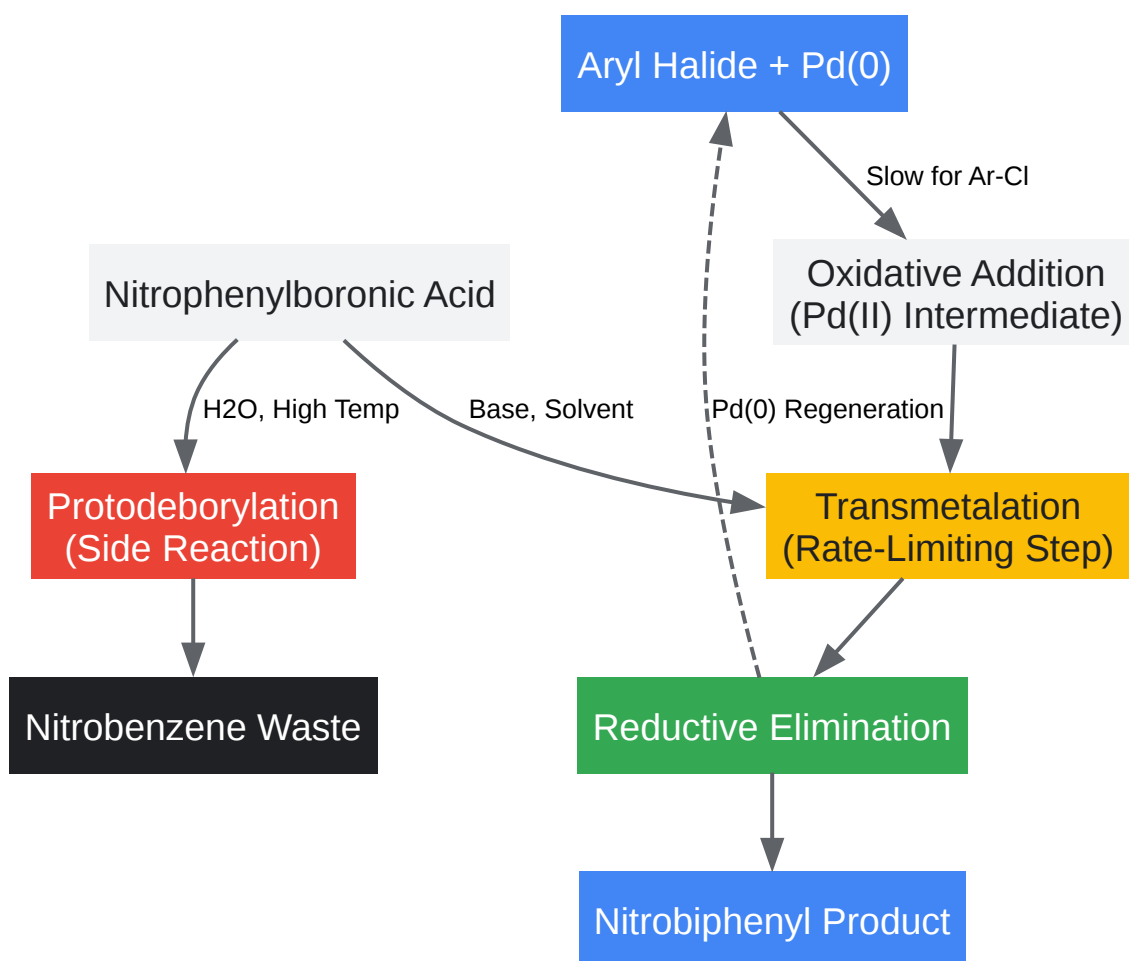 Aryl Halide + Pd(0)
Slow for Ar-Cl
Nitrophenylboronic Acid
Oxidative Addition
(Pd(II) Intermediate)
H2O, High Temp
Base, Solvent
Pd(0) Regeneration
Protodeborylation
(Side Reaction)
Transmetalation
(Rate-Limiting Step)
Nitrobenzene Waste
Reductive Elimination
Nitrobiphenyl Product